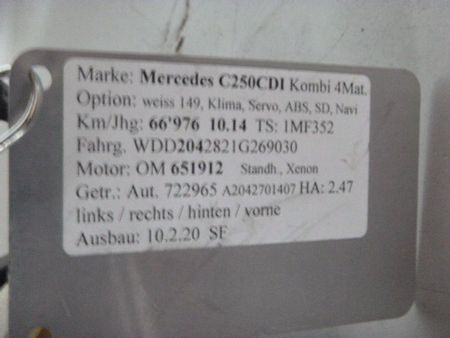 Marke: Mercedes C250CDI Kombi 4Mat.
Option: weiss 149, Klima, Servo, ABS, SD, Navi
Km/Jhg: 66'976 10.14 TS: 1MF352
Fahrg. WDD2042821G269030
Motor: OM 651912 Standh., Xenon
Getr.: Aut. 722965 A2042701407 HA: 2.47
links / rechts / hinten / vorne
Ausbau: 10.2.20 SF